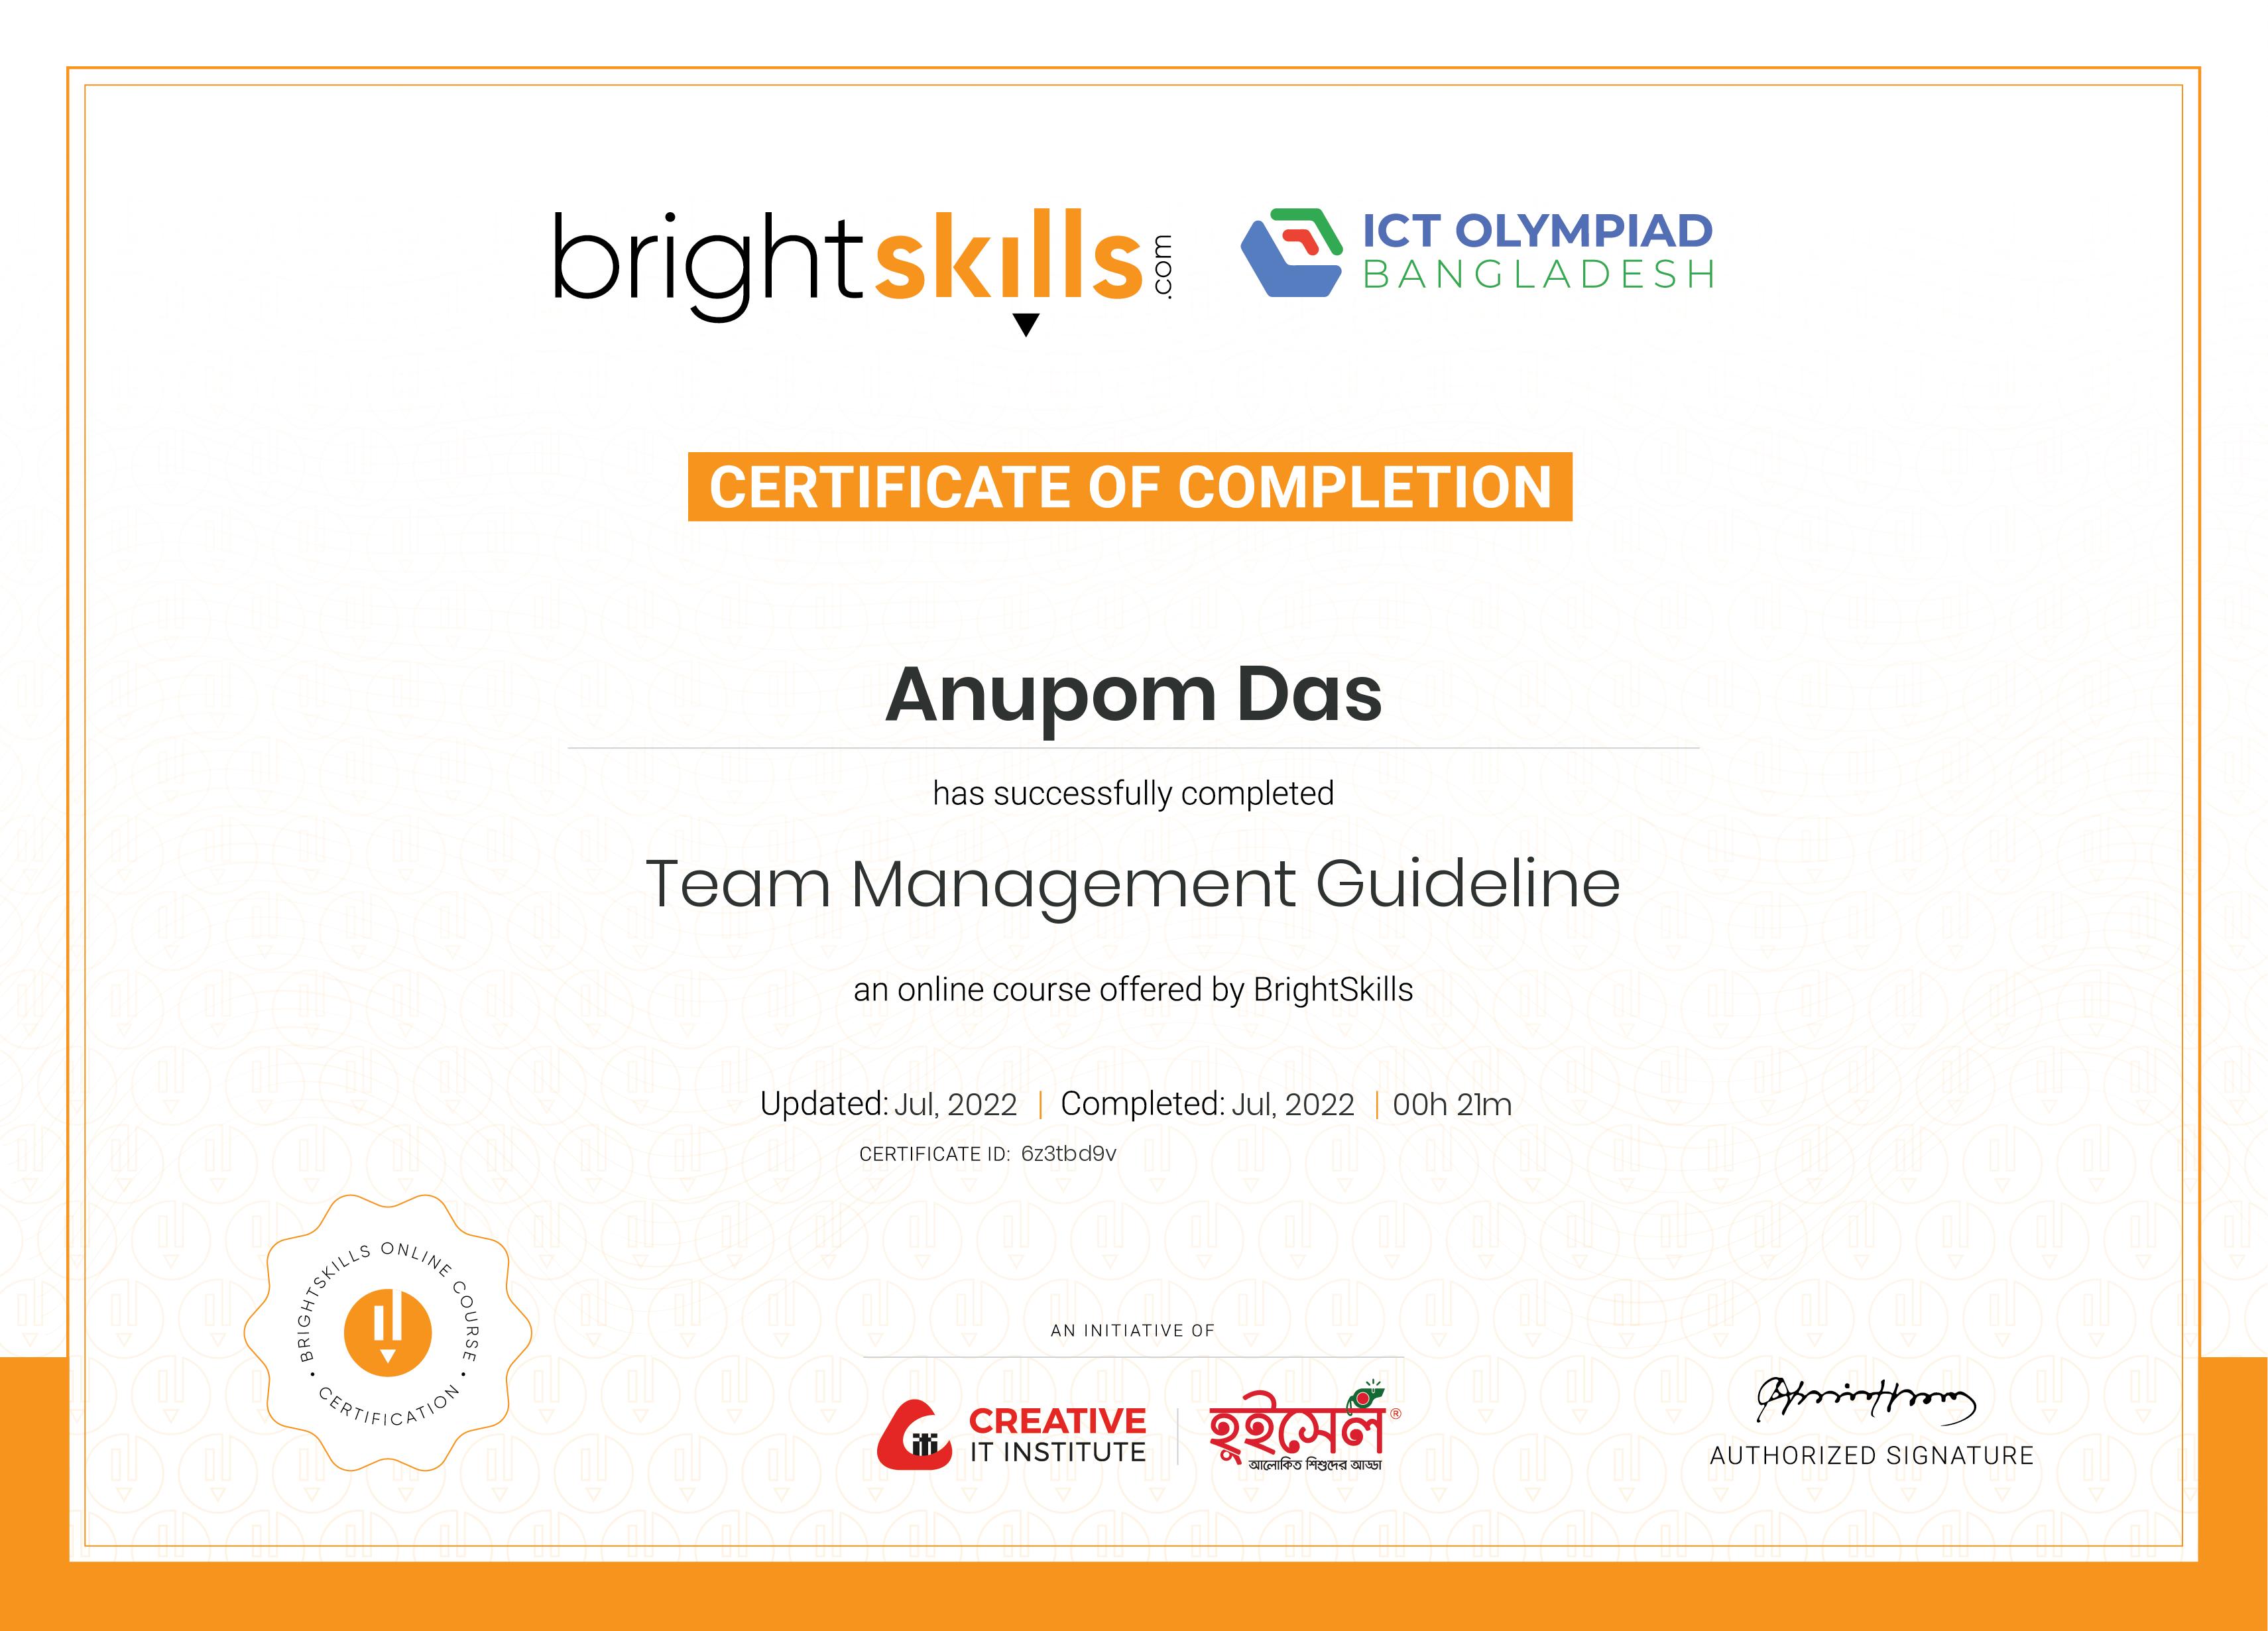 brightskills.com
ICT OLYMPIAD
BANGLADESH
CERTIFICATE OF COMPLETION
Anupom Das
has successfully completed
Team Management Guideline
an online course offered by BrightSkills
Updated: Jul, 2022 | Completed: Jul, 2022 | 00h 21m
CERTIFICATE ID: 6z3tbd9v
BRIGHTSKILLS ONLINE COURSE
• CERTIFICATION •
AN INITIATIVE OF
CREATIVE
IT INSTITUTE
হুইসেল ®
আলোকিত শিশুদের আড্ডা
AUTHORIZED SIGNATURE